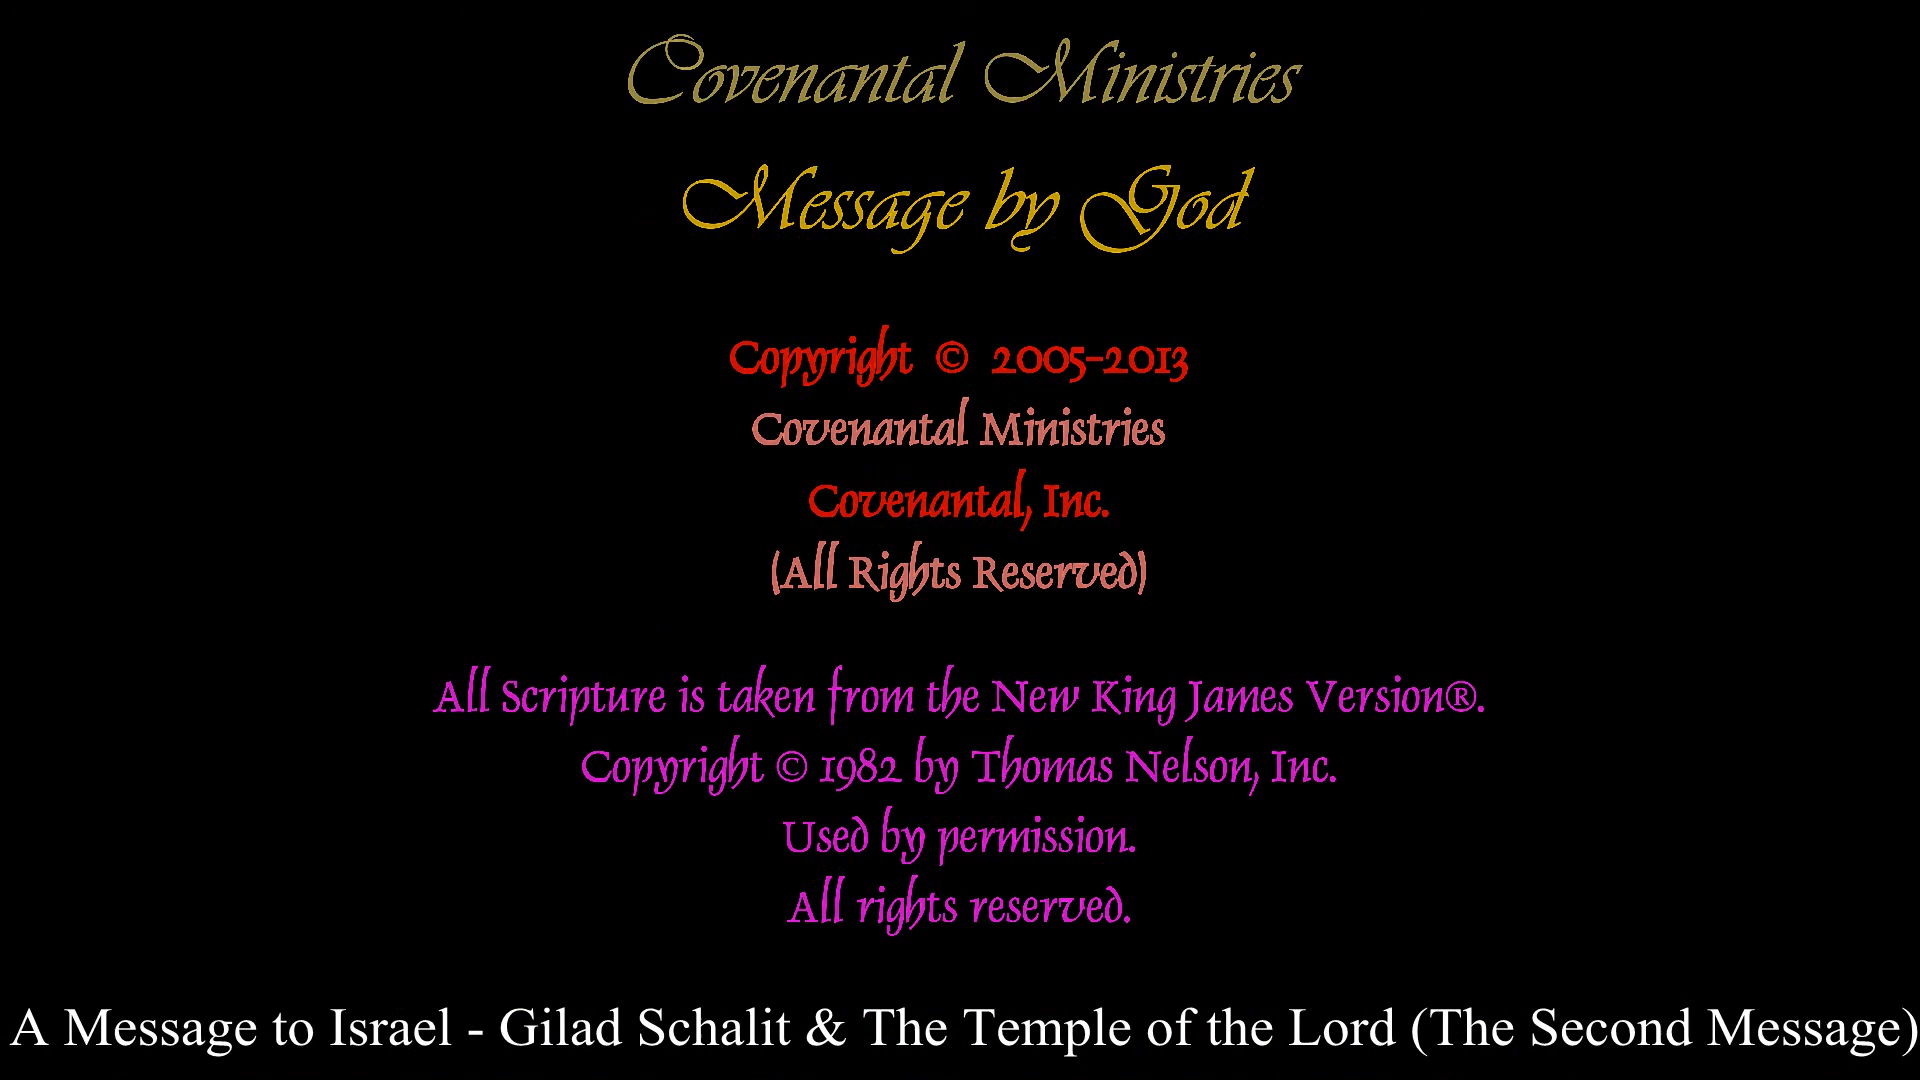 Covenantal Ministries
Message by God
Copyright © 2005-2013
Covenantal Ministries
Covenantal, Inc.
(All Rights Reserved)
All Scripture is taken from the New King James Version®.
Copyright © 1982 by Thomas Nelson, Inc.
Used by permission.
All rights reserved.
A Message to Israel - Gilad Schalit & The Temple of the Lord (The Second Message)